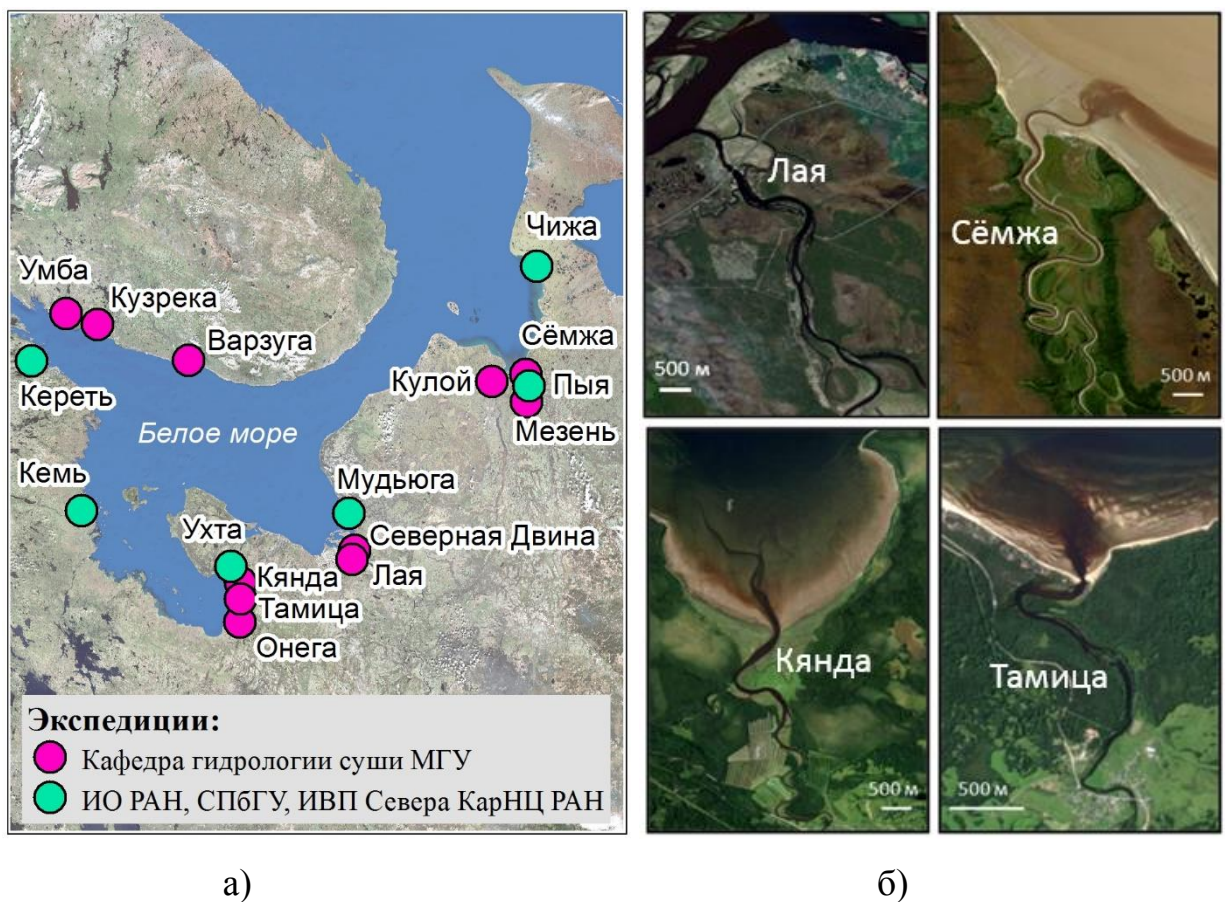 Чижа
Умба
Кузрека
Варзуга
Сёмжа
Кулой
Пыя
Кереть
Мезень
Белое море
Кемь
Мудьюга
Ухта
Северная Двина
Кянда
Лая
Тамица
Онега
Экспедиции:
Кафедра гидрологии суши МГУ
ИО РАН, СПбГУ, ИВП Севера КарНЦ РАН
а)
Лая
500 м
Сёмжа
500 м
Кянда
500 м
Тамица
500 м
б)